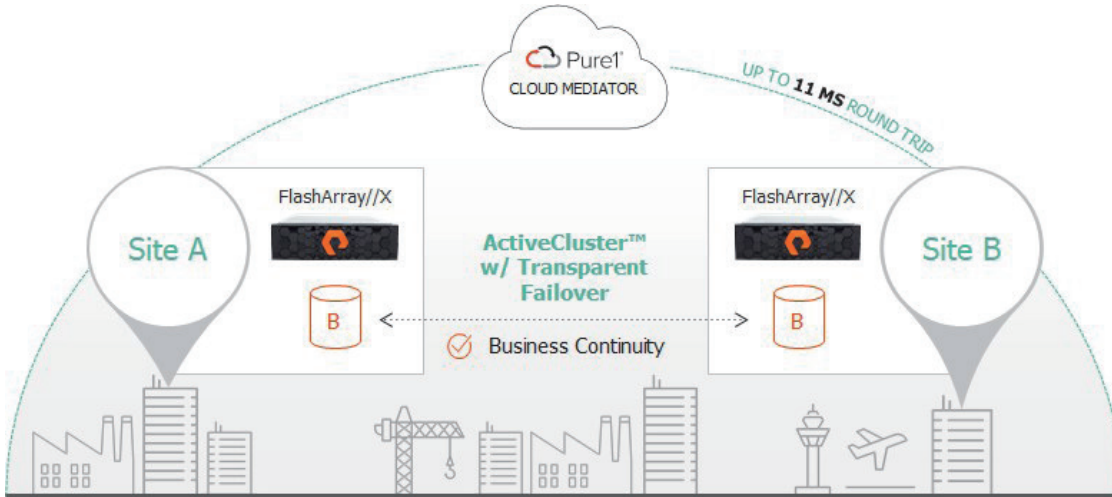 Pure1®
CLOUD MEDIATOR
UP TO 11 MS ROUND TRIP
Site A
FlashArray//X
B
ActiveCluster™
w/ Transparent
Failover
Business Continuity
FlashArray//X
B
Site B